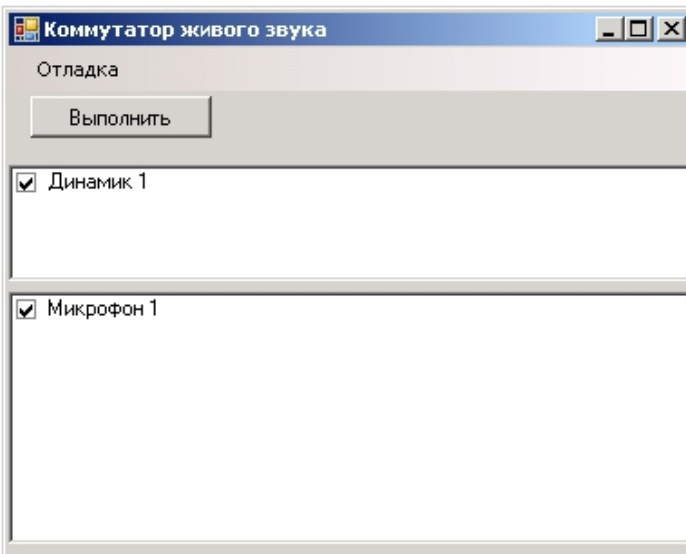 Коммутатор живого звука
Отладка
Выполнить
Динамик 1
Микрофон 1